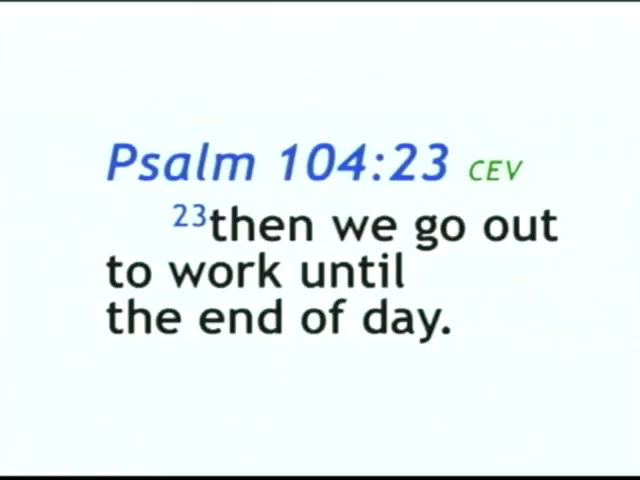 Psalm 104:23 CEV
23then we go out
to work until
the end of day.